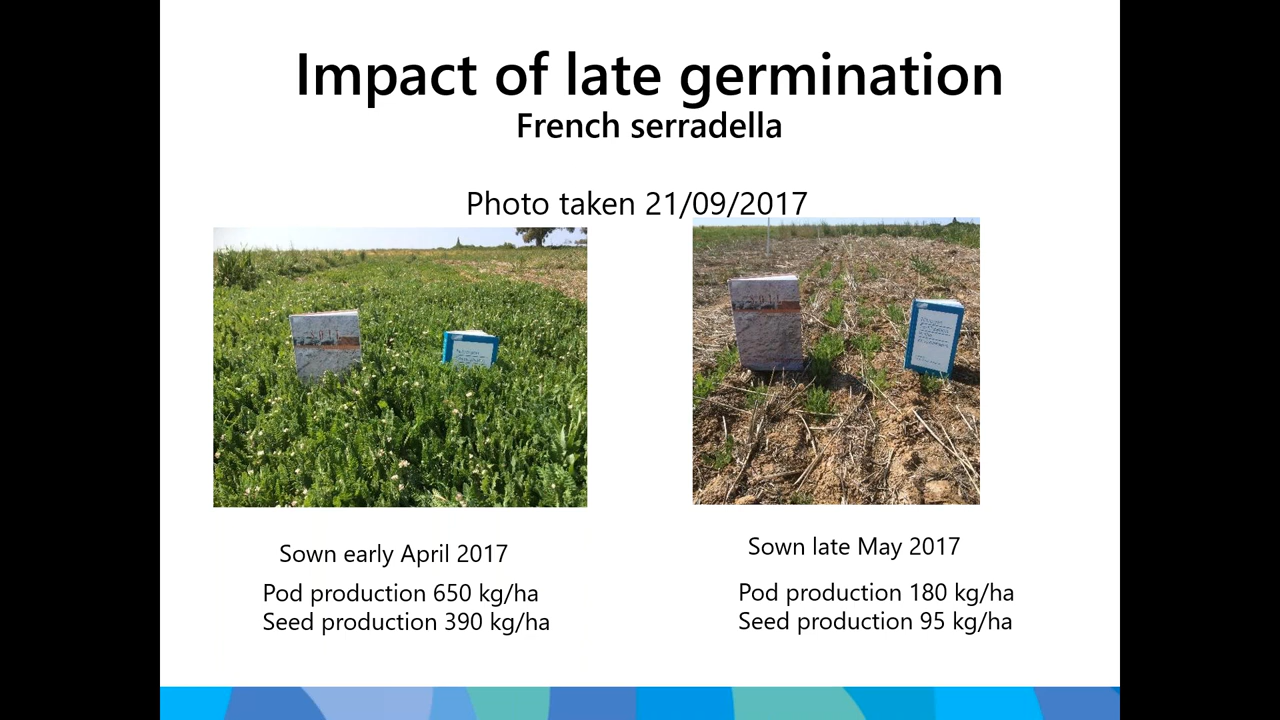 Impact of late germination
French serradella
Photo taken 21/09/2017
Sown early April 2017
Pod production 650 kg/ha
Seed production 390 kg/ha
Sown late May 2017
Pod production 180 kg/ha
Seed production 95 kg/ha